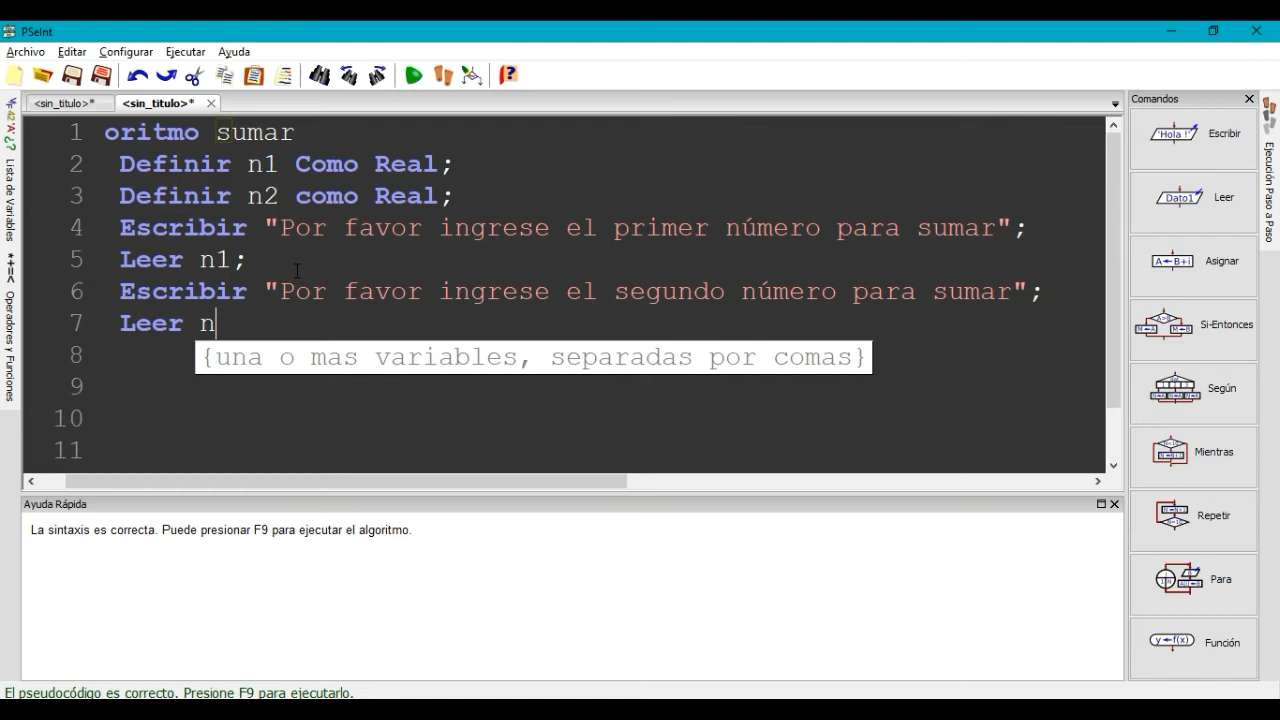 PSeInt
Archivo Editar Configurar Ejecutar Ayuda
<sin_titulo>* <sin_titulo>*
1 oritmo sumar
2 Definir n1 Como Real;
3 Definir n2 como Real;
4 Escribir "Por favor ingrese el primer número para sumar";
5 Leer n1;
6 Escribir "Por favor ingrese el segundo número para sumar";
7 Leer n
{una o mas variables, separadas por comas}
8
9
10
11
Lista de Variables
*+=< Operadores y Funciones
Ayuda Rápida
La sintaxis es correcta. Puede presionar F9 para ejecutar el algoritmo.
El pseudocódigo es correcto. Presione F9 para ejecutarlo.
Comandos
'Hola !' Escribir
Dato1 Leer
A←B+i Asignar
Si-Entonces
Según
Mientras
Repetir
Para
y←f(x) Función
Ejecución Paso a Paso